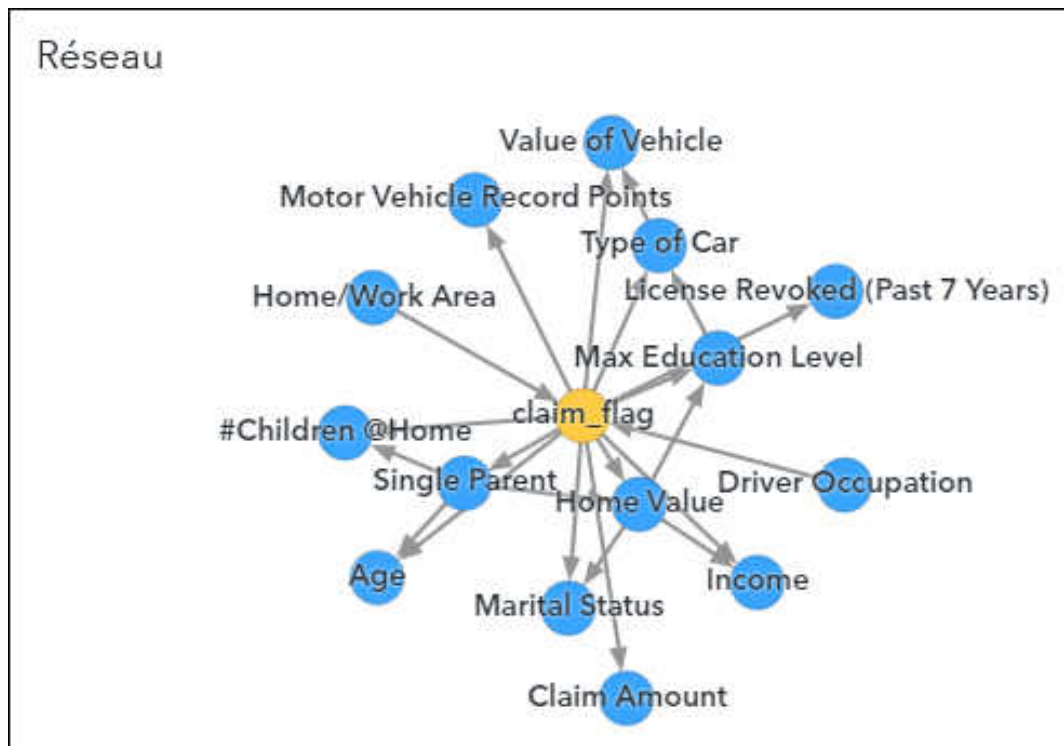 Réseau
Value of Vehicle
Motor Vehicle Record Points
Type of Car
License Revoked (Past 7 Years)
Home/Work Area
Max Education Level
claim_flag
#Children @Home
Single Parent
Driver Occupation
Home Value
Age
Income
Marital Status
Claim Amount